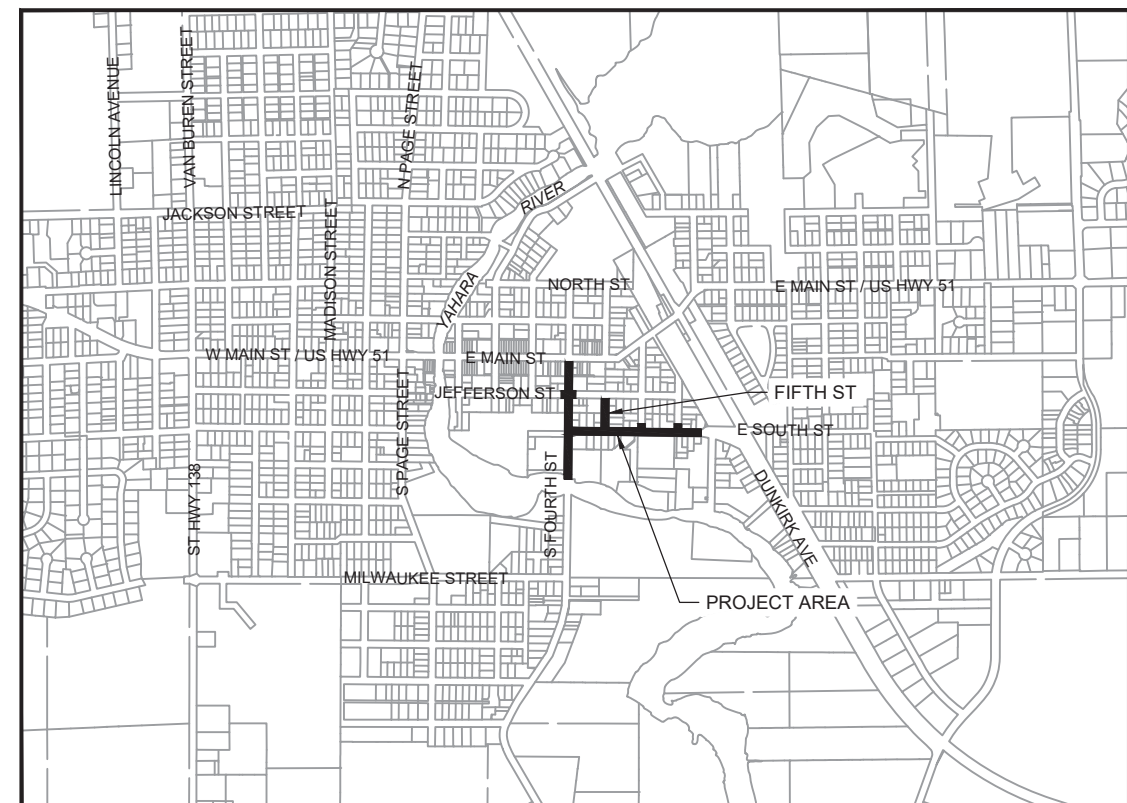 LINCOLN AVENUE
VAN BUREN STREET
N PAGE STREET
JACKSON STREET
MADISON STREET
YAHARA
RIVER
NORTH ST
E MAIN ST / US HWY 51
W MAIN ST / US HWY 51
E MAIN ST
JEFFERSON ST
FIFTH ST
S PAGE STREET
E SOUTH ST
ST HWY 138
S FOURTH ST
DUNKIRK AVE
MILWAUKEE STREET
PROJECT AREA